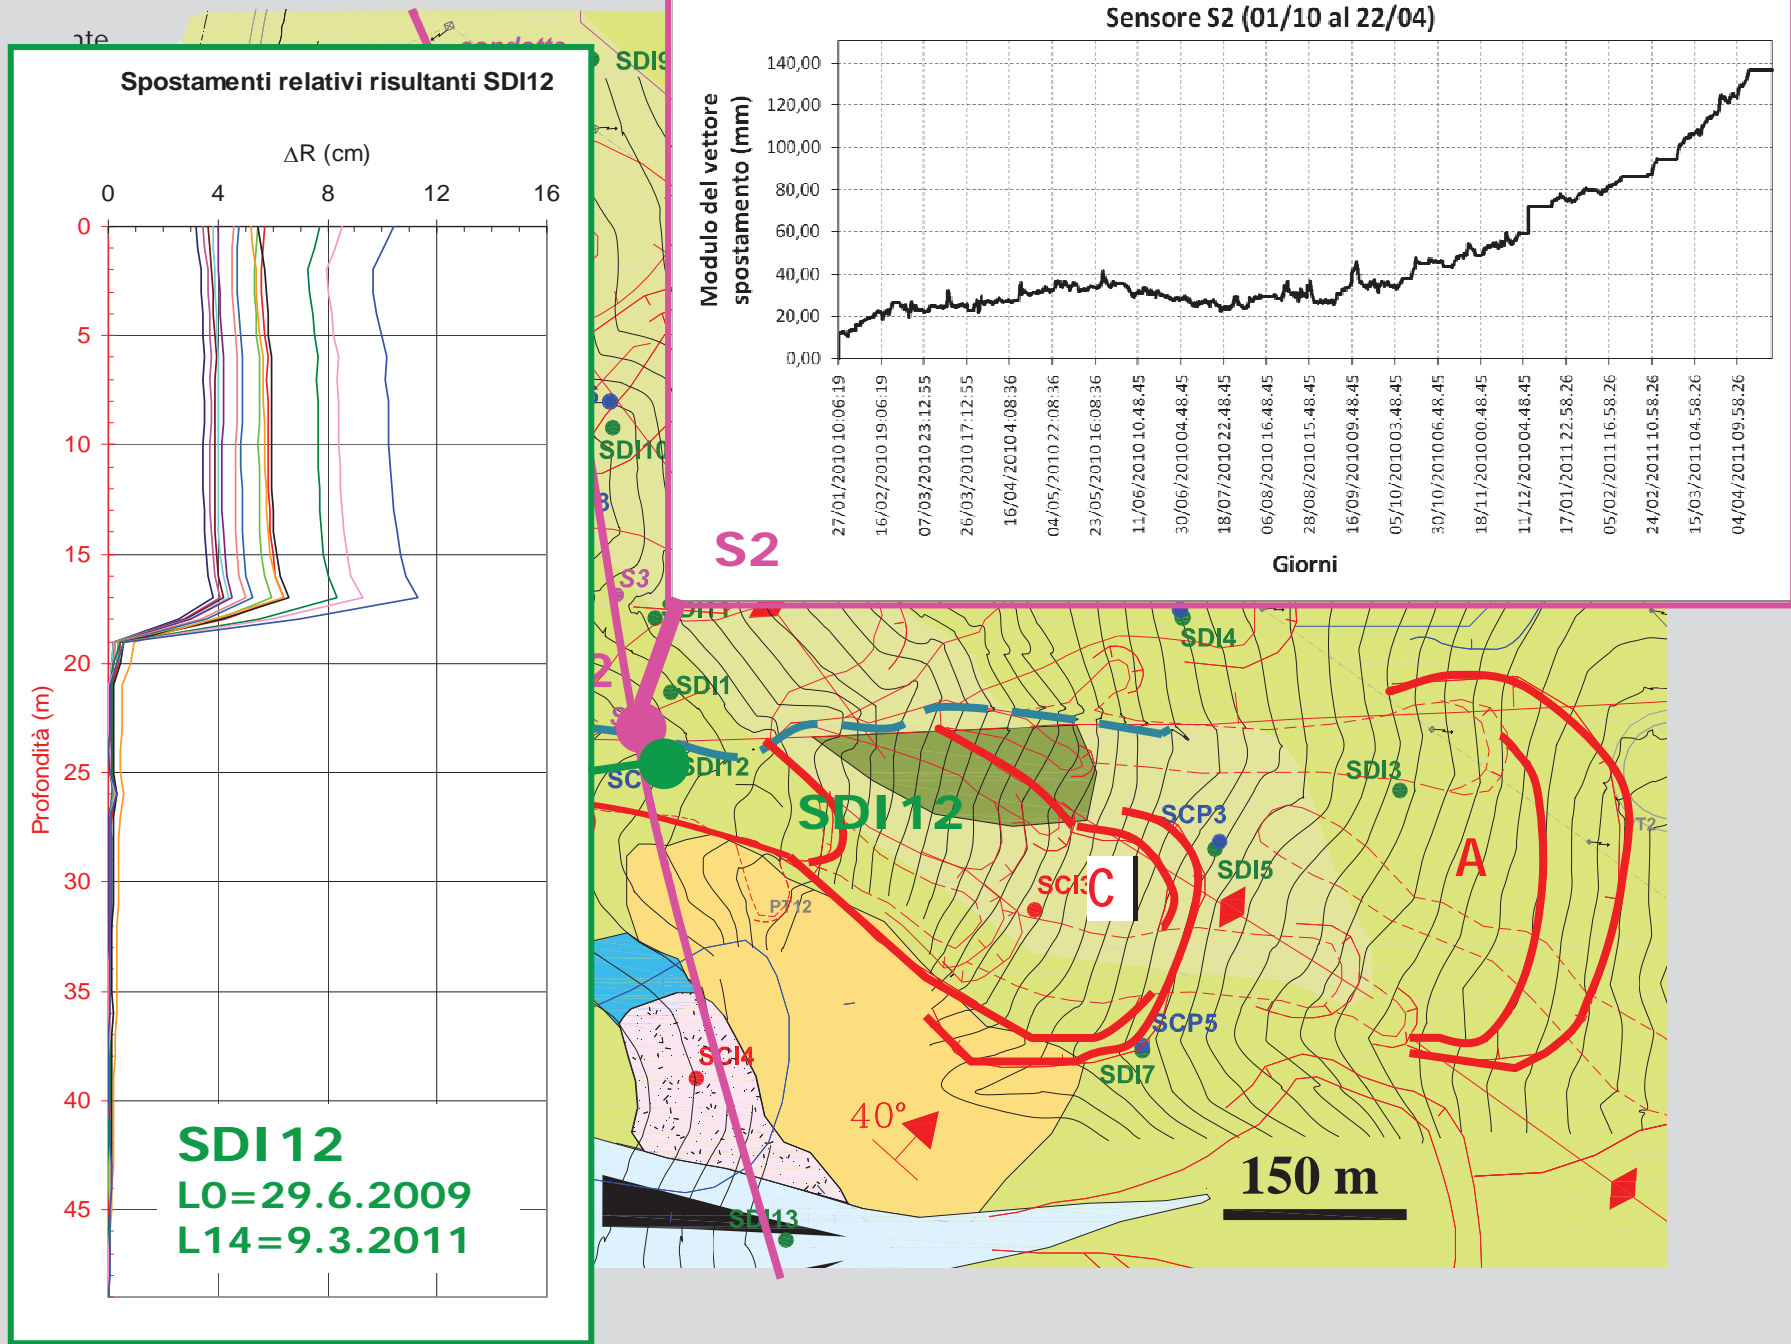 Spostamenti relativi risultanti SDI12
ΔR (cm)
0 4 8 12 16
0
5
10
15
20
25
30
35
40
45
Profondità (m)
SDI 12
L0=29.6.2009
L14=9.3.2011
Sensore S2 (01/10 al 22/04)
Modulo del vettore
spostamento (mm)
140,00
120,00
100,00
80,00
60,00
40,00
20,00
0,00
27/01/2010 10:06:19
16/02/2010 19:06:19
07/03/2010 23:12:55
26/03/2010 17:12:55
16/04/2010 04:08:36
04/05/2010 22:08:36
23/05/2010 16:08:36
11/06/2010 10.48.45
30/06/2010 04.48.45
18/07/2010 22.48.45
06/08/2010 16.48.45
28/08/2010 15.48.45
16/09/2010 09.48.45
05/10/2010 03.48.45
30/10/2010 06.48.45
18/11/2010 00.48.45
11/12/2010 04.48.45
17/01/2011 22.58.26
05/02/2011 16.58.26
24/02/2011 10.58.26
15/03/2011 04.58.26
04/04/2011 09.58.26
Giorni
S2
SDI9
SDI10
S3
SDI4
SDI1
SDI12
SDI 12
SDI3
SCP3
SDI5
A
T2
SCI3
C
PT12
SCP5
SDI7
SCI4
40°
150 m
SDI13